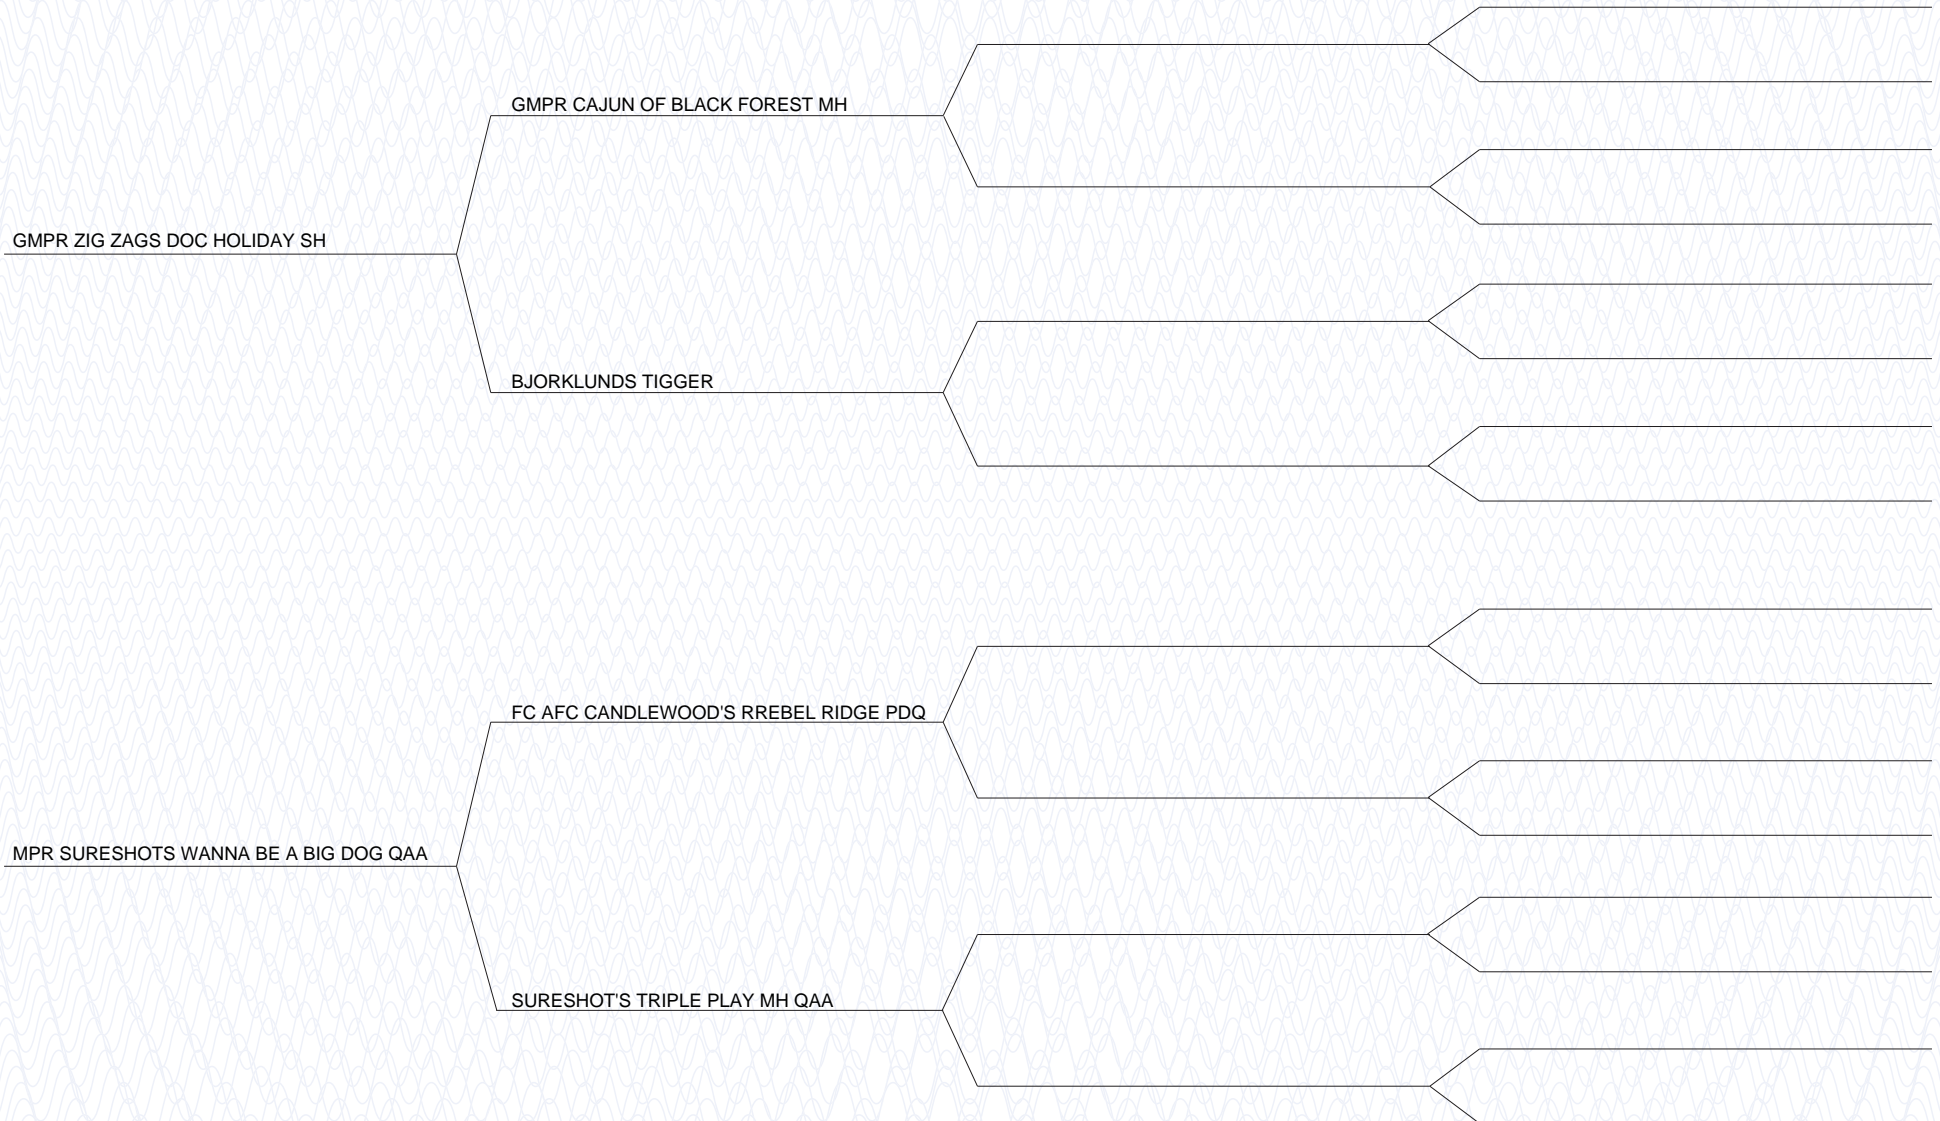 GMPR CAJUN OF BLACK FOREST MH
GMPR ZIG ZAGS DOC HOLIDAY SH
BJORKLUNDS TIGGER
FC AFC CANDLEWOOD'S RREBEL RIDGE PDQ
MPR SURESHOTS WANNA BE A BIG DOG QAA
SURESHOT'S TRIPLE PLAY MH QAA